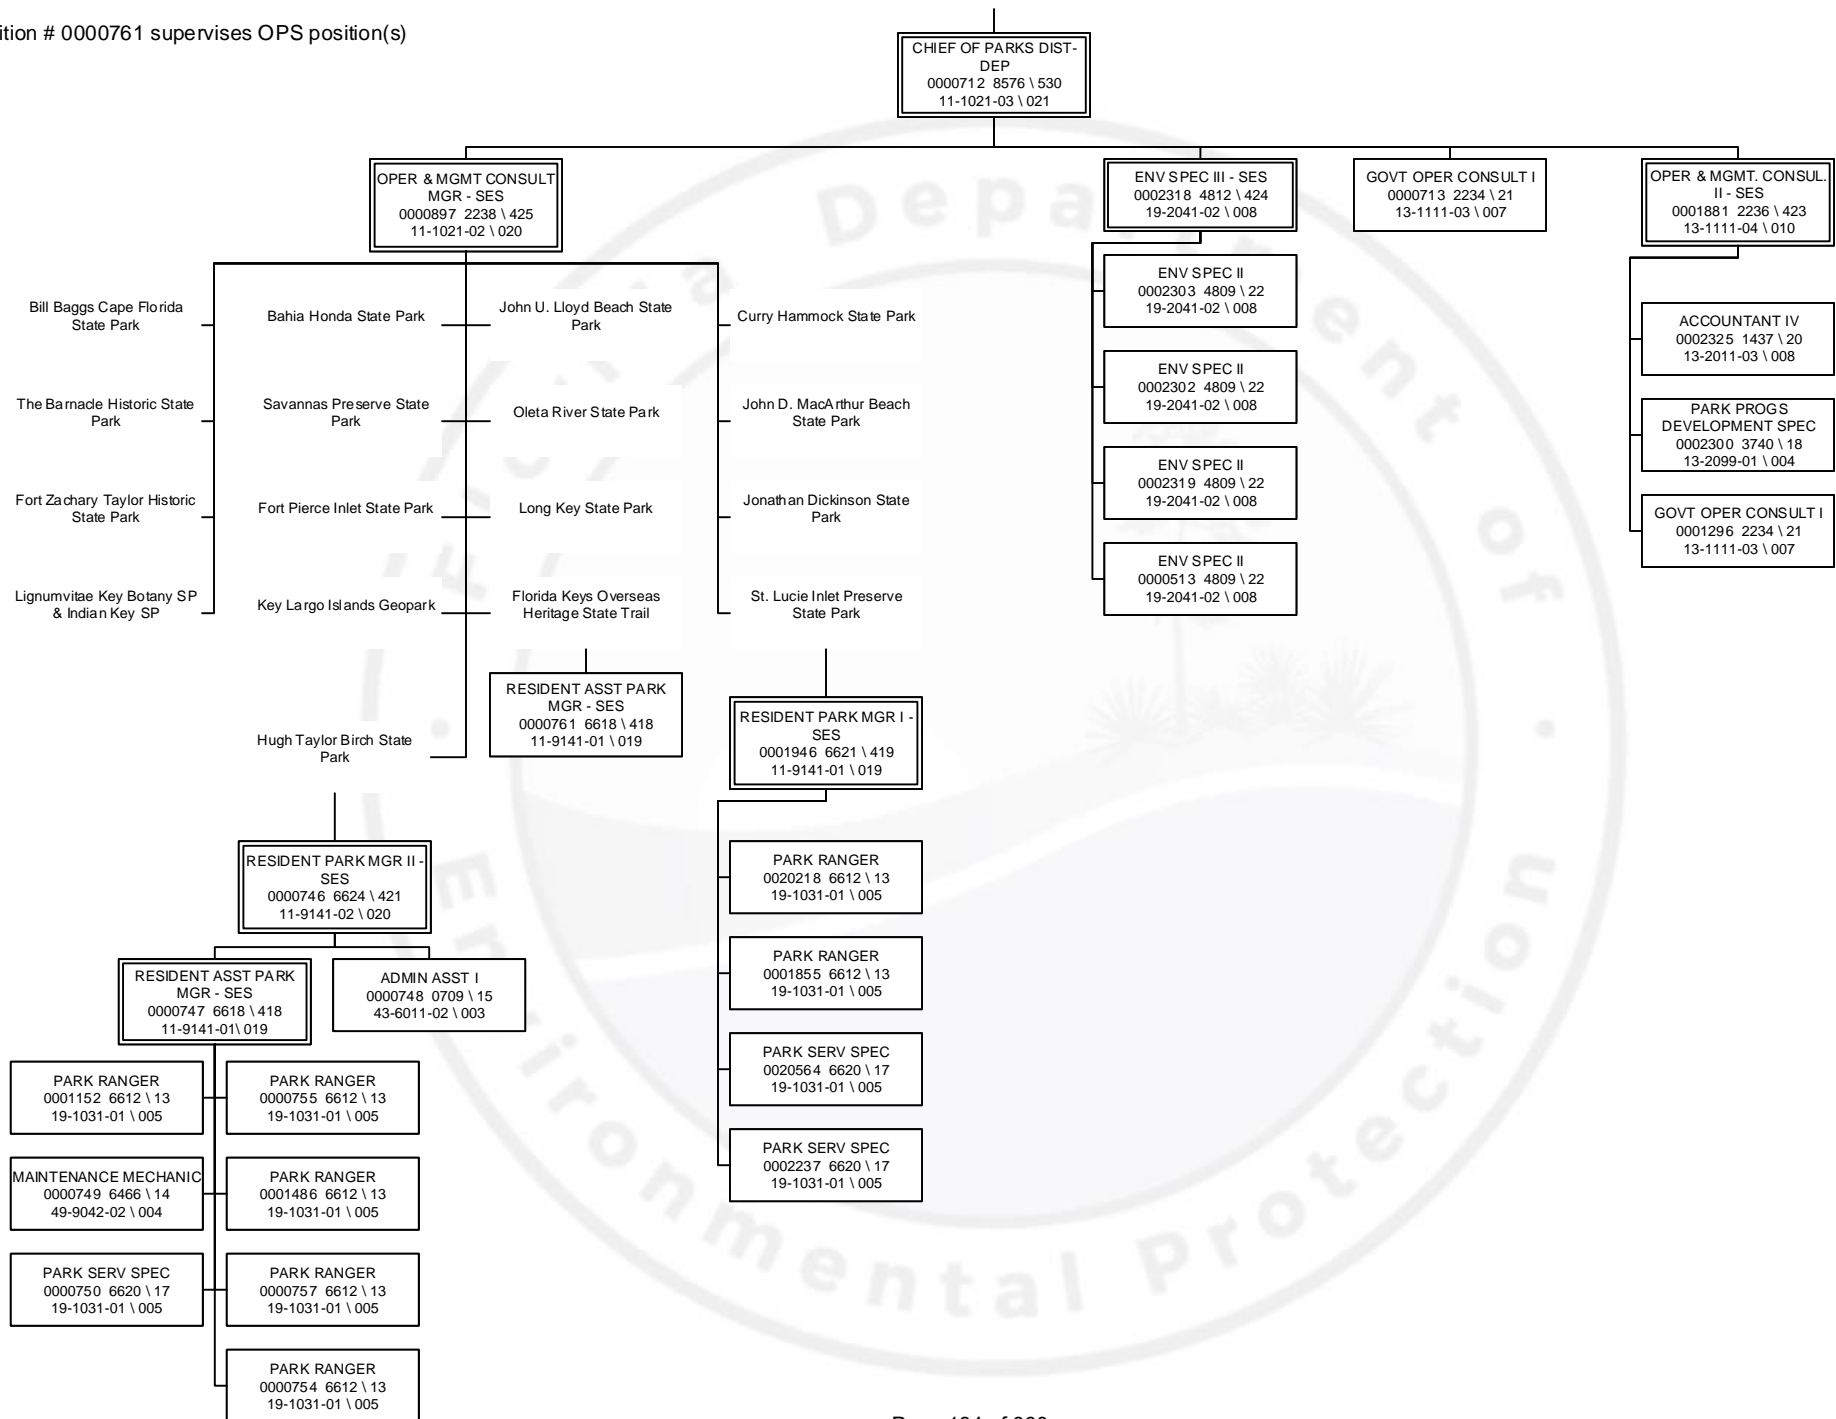 ition # 0000761 supervises OPS position(s)
CHIEF OF PARKS DIST-
DEP
0000712 8576 \ 530
11-1021-03 \ 021
OPER & MGMT CONSULT
MGR - SES
0000897 2238 \ 425
11-1021-02 \ 020
ENV SPEC III - SES
0002318 4812 \ 424
19-2041-02 \ 008
GOVT OPER CONSULT I
0000713 2234 \ 21
13-1111-03 \ 007
OPER & MGMT. CONSUL.
II - SES
0001881 2236 \ 423
13-1111-04 \ 010
Bill Baggs Cape Florida
State Park
Bahia Honda State Park
John U. Lloyd Beach State
Park
Curry Hammock State Park
The Barnacle Historic State
Park
Savannas Preserve State
Park
Oleta River State Park
John D. MacArthur Beach
State Park
Fort Zachary Taylor Historic
State Park
Fort Pierce Inlet State Park
Long Key State Park
Jonathan Dickinson State
Park
Lignumvitae Key Botany SP
& Indian Key SP
Key Largo Islands Geopark
Florida Keys Overseas
Heritage State Trail
St. Lucie Inlet Preserve
State Park
ENV SPEC II
0002303 4809 \ 22
19-2041-02 \ 008
ENV SPEC II
0002302 4809 \ 22
19-2041-02 \ 008
ENV SPEC II
0002319 4809 \ 22
19-2041-02 \ 008
ENV SPEC II
0000513 4809 \ 22
19-2041-02 \ 008
ACCOUNTANT IV
0002325 1437 \ 20
13-2011-03 \ 008
PARK PROGS
DEVELOPMENT SPEC
0002300 3740 \ 18
13-2099-01 \ 004
GOVT OPER CONSULT I
0001296 2234 \ 21
13-1111-03 \ 007
RESIDENT ASST PARK
MGR - SES
0000761 6618 \ 418
11-9141-01 \ 019
RESIDENT PARK MGR I -
SES
0001946 6621 \ 419
11-9141-01 \ 019
Hugh Taylor Birch State
Park
RESIDENT PARK MGR II -
SES
0000746 6624 \ 421
11-9141-02 \ 020
RESIDENT ASST PARK
MGR - SES
0000747 6618 \ 418
11-9141-01\ 019
ADMIN ASST I
0000748 0709 \ 15
43-6011-02 \ 003
PARK RANGER
0020218 6612 \ 13
19-1031-01 \ 005
PARK RANGER
0001855 6612 \ 13
19-1031-01 \ 005
PARK SERV SPEC
0020564 6620 \ 17
19-1031-01 \ 005
PARK SERV SPEC
0002237 6620 \ 17
19-1031-01 \ 005
PARK RANGER
0001152 6612 \ 13
19-1031-01 \ 005
PARK RANGER
0000755 6612 \ 13
19-1031-01 \ 005
MAINTENANCE MECHANIC
0000749 6466 \ 14
49-9042-02 \ 004
PARK RANGER
0001486 6612 \ 13
19-1031-01 \ 005
PARK SERV SPEC
0000750 6620 \ 17
19-1031-01 \ 005
PARK RANGER
0000757 6612 \ 13
19-1031-01 \ 005
PARK RANGER
0000754 6612 \ 13
19-1031-01 \ 005
Florida Department of
Environmental Protection